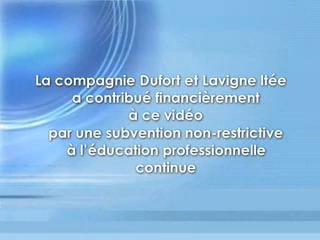 La compagnie Dufort et Lavigne ltée
a contribué financièrement
à ce vidéo
par une subvention non-restrictive
à l'éducation professionnelle
continue